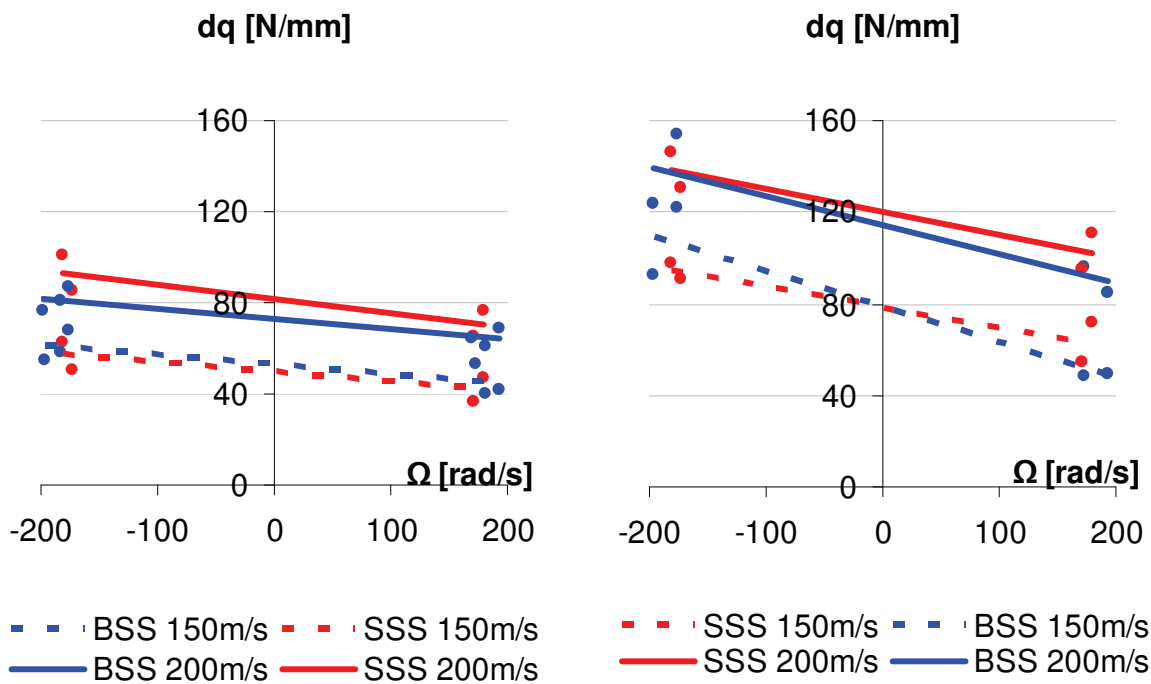 dq [N/mm]
160
120
80
40
0
Ω [rad/s]
-200 -100 0 100 200
BSS 150m/s SSS 150m/s
BSS 200m/s SSS 200m/s
dq [N/mm]
160
120
80
40
0
Ω [rad/s]
-200 -100 0 100 200
SSS 150m/s BSS 150m/s
SSS 200m/s BSS 200m/s